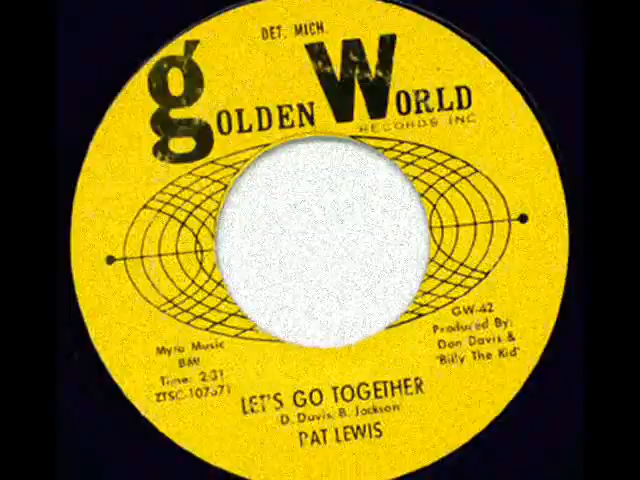 DET. MICH.
gOLDEN WORLD
RECORDS INC.
GW-42
Produced By:
Don Davis &
"Billy The Kid"
Myto Music
BMI
Time: 2:31
LET'S GO TOGETHER
D. Davis, B. Jackson
PAT LEWIS